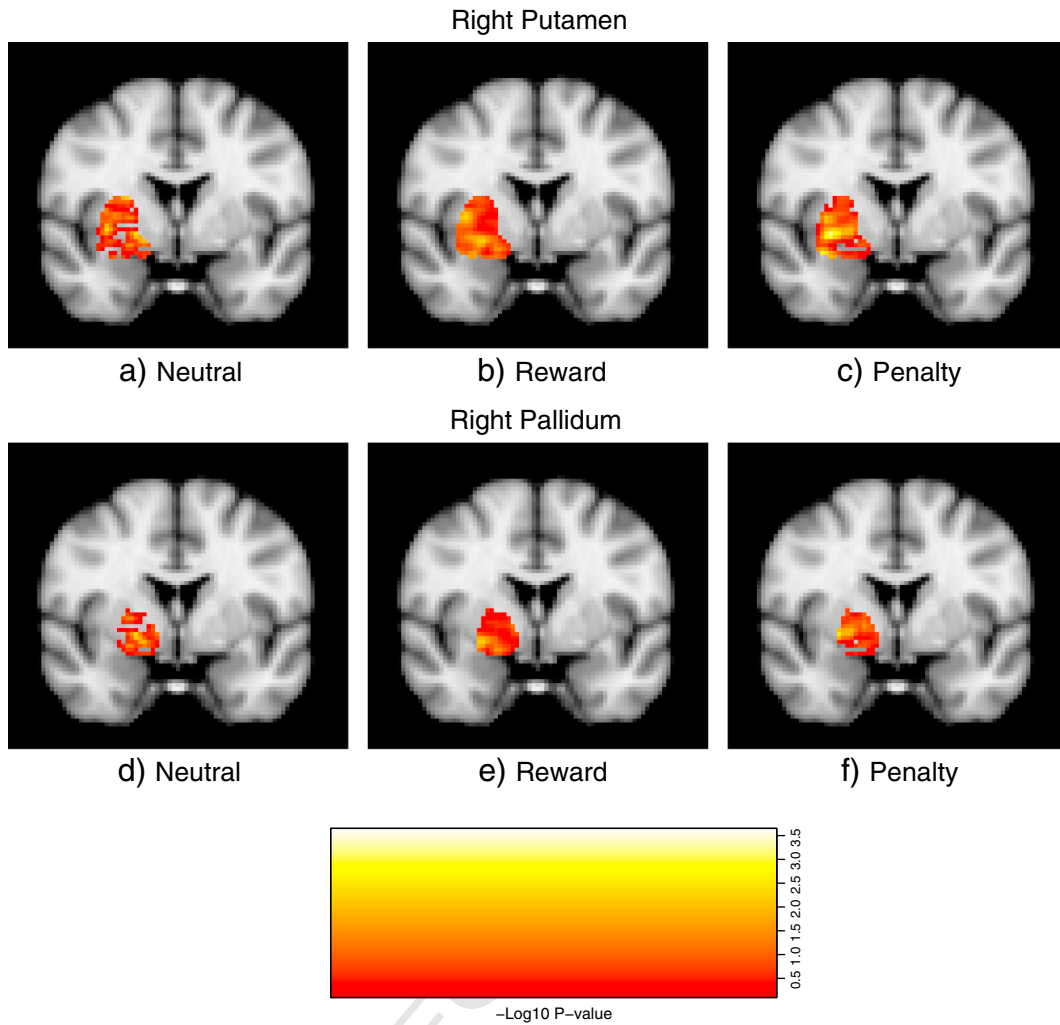 Right Putamen
a) Neutral
b) Reward
c) Penalty
Right Pallidum
d) Neutral
e) Reward
f) Penalty
3.5
3.0
2.5
2.0
1.5
1.0
0.5
−Log10 P−value